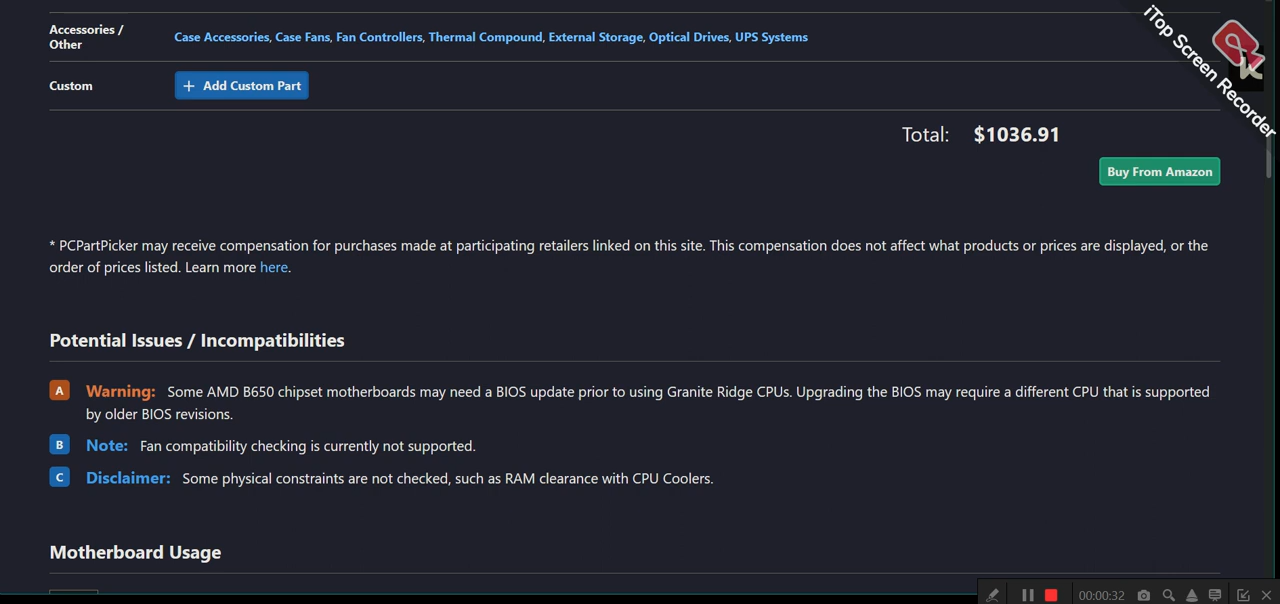 Accessories /
Other
Case Accessories, Case Fans, Fan Controllers, Thermal Compound, External Storage, Optical Drives, UPS Systems
Custom
+ Add Custom Part
Total: $1036.91
Buy From Amazon
* PCPartPicker may receive compensation for purchases made at participating retailers linked on this site. This compensation does not affect what products or prices are displayed, or the
order of prices listed. Learn more here.
Potential Issues / Incompatibilities
A Warning: Some AMD B650 chipset motherboards may need a BIOS update prior to using Granite Ridge CPUs. Upgrading the BIOS may require a different CPU that is supported
by older BIOS revisions.
B Note: Fan compatibility checking is currently not supported.
C Disclaimer: Some physical constraints are not checked, such as RAM clearance with CPU Coolers.
Motherboard Usage
iTop Screen Recorder
00:00:32